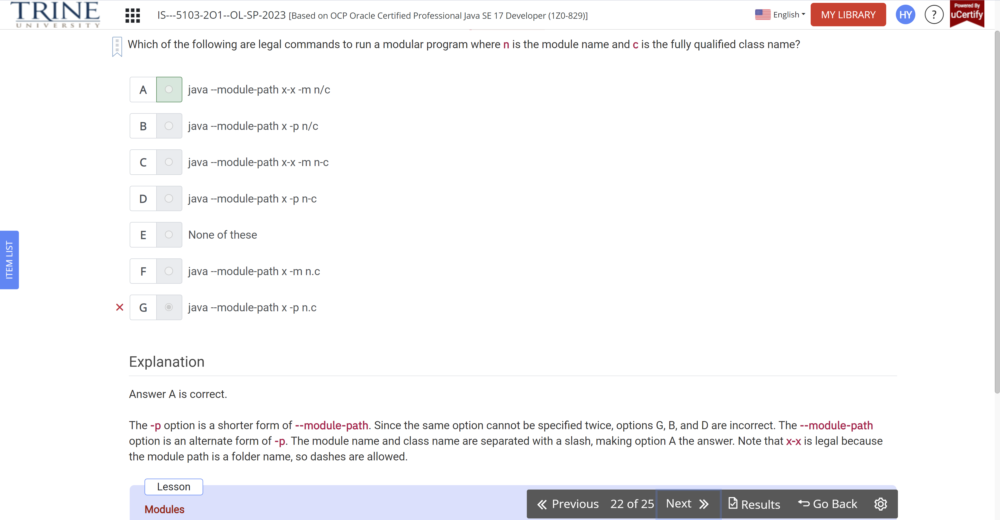 TRINE
UNIVERSITY
IS---5103-2O1--OL-SP-2023 [Based on OCP Oracle Certified Professional Java SE 17 Developer (1Z0-829)]
English
MY LIBRARY
HY
?
Powered By
uCertify
Which of the following are legal commands to run a modular program where n is the module name and c is the fully qualified class name?
A java --module-path x-x -m n/c
B java --module-path x -p n/c
C java --module-path x-x -m n-c
D java --module-path x -p n-c
E None of these
F java --module-path x -m n.c
G java --module-path x -p n.c
ITEM LIST
Explanation
Answer A is correct.
The -p option is a shorter form of --module-path. Since the same option cannot be specified twice, options G, B, and D are incorrect. The --module-path
option is an alternate form of -p. The module name and class name are separated with a slash, making option A the answer. Note that x-x is legal because
the module path is a folder name, so dashes are allowed.
Lesson
Modules
Previous 22 of 25 Next Results Go Back